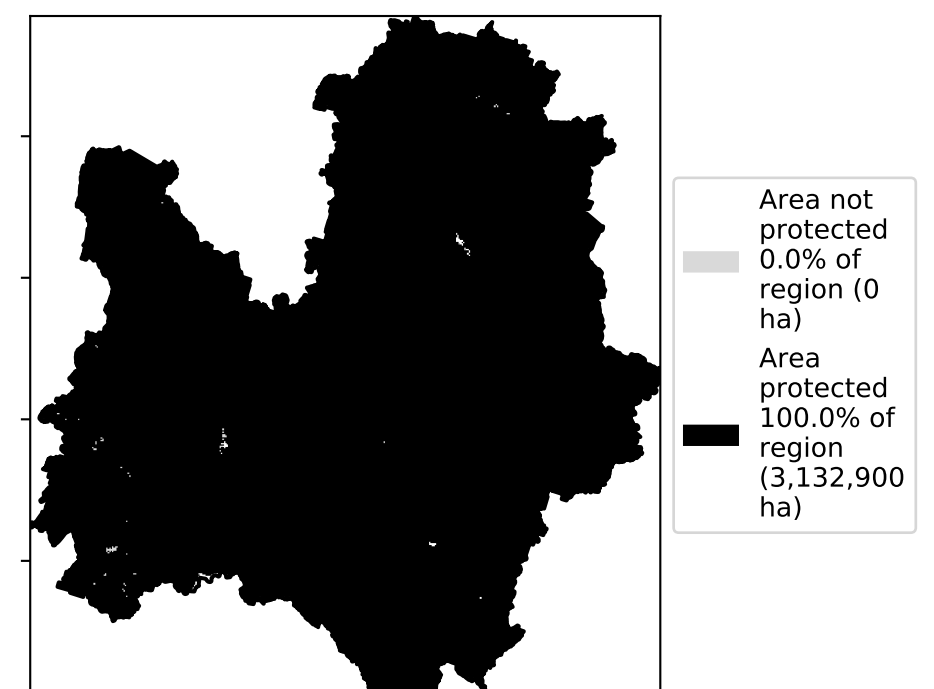 Area not
protected
0.0% of
region (0
ha)
Area
protected
100.0% of
region
(3,132,900
ha)